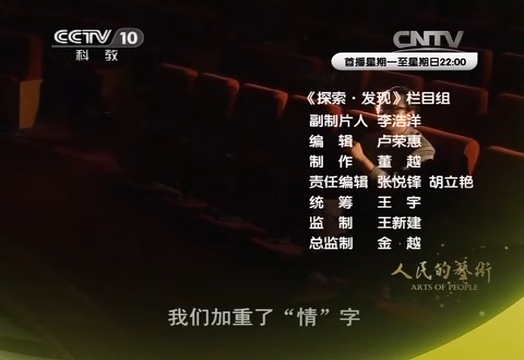 CCTV 10
科教
CNTV
首播星期一至星期日22:00
《探索·发现》栏目组
副制片人 李浩洋
编 辑 卢荣惠
制 作 董 越
责任编辑 张悦锋 胡立艳
统 筹 王 宇
监 制 王新建
总监制 金 越
人民的藝術
ARTS OF PEOPLE
我们加重了“情”字